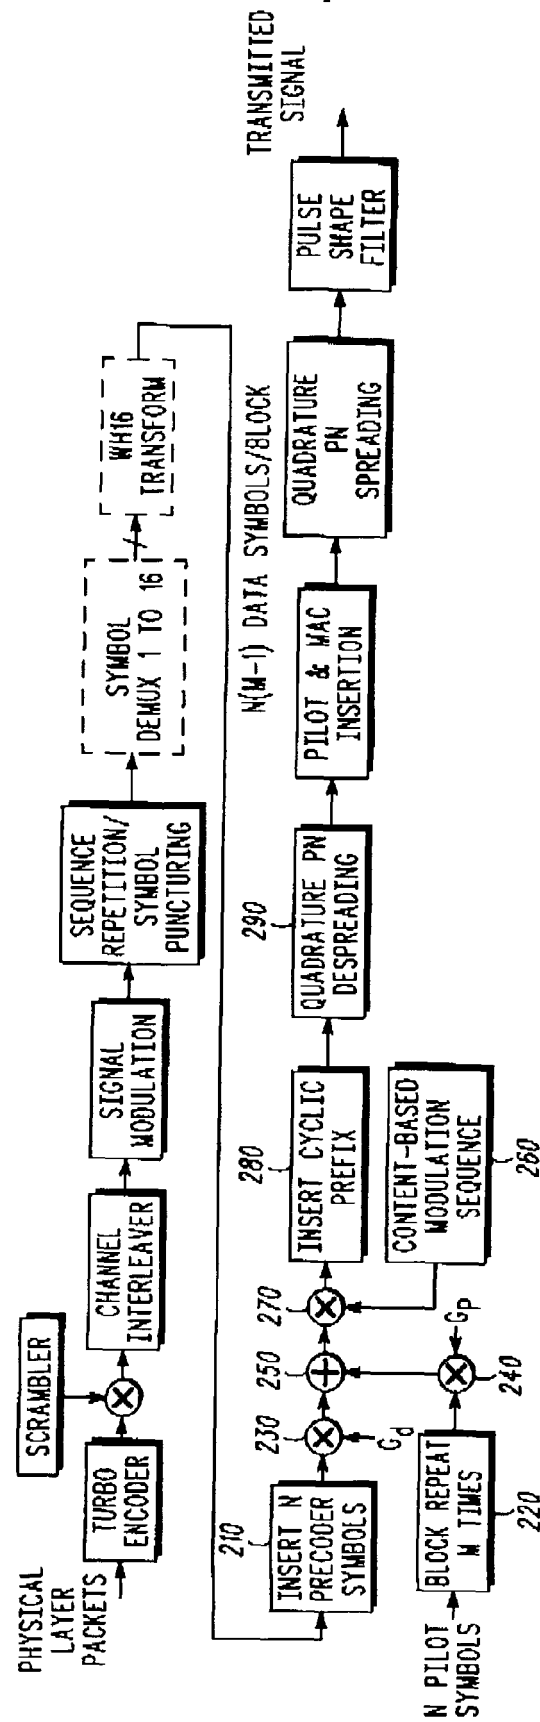 PHYSICAL
LAYER
PACKETS
TURBO
ENCODER
SCRAMBLER
CHANNEL
INTERLEAVER
SIGNAL
MODULATION
SEQUENCE
REPETITION/
SYMBOL
PUNCTURING
SYMBOL
DEMUX 1 TO 16
WH16
TRANSFORM
N(M-1) DATA SYMBOLS/BLOCK
210
INSERT N
PRECODER
SYMBOLS
230
Gd
250
270
280
INSERT CYCLIC
PREFIX
290
QUADRATURE PN
DESPREADING
PILOT & MAC
INSERTION
QUADRATURE
PN
SPREADING
PULSE
SHAPE
FILTER
TRANSMITTED
SIGNAL
N PILOT
SYMBOLS
BLOCK REPEAT
M TIMES
220
240
Gp
CONTENT-BASED
MODULATION
SEQUENCE
260